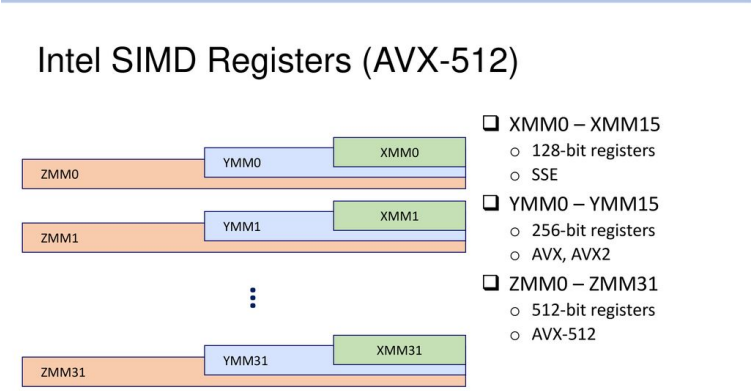 Intel SIMD Registers (AVX-512)
ZMM0
YMM0
XMM0
ZMM1
YMM1
XMM1
ZMM31
YMM31
XMM31
XMM0 – XMM15
128-bit registers
SSE
YMM0 – YMM15
256-bit registers
AVX, AVX2
ZMM0 – ZMM31
512-bit registers
AVX-512